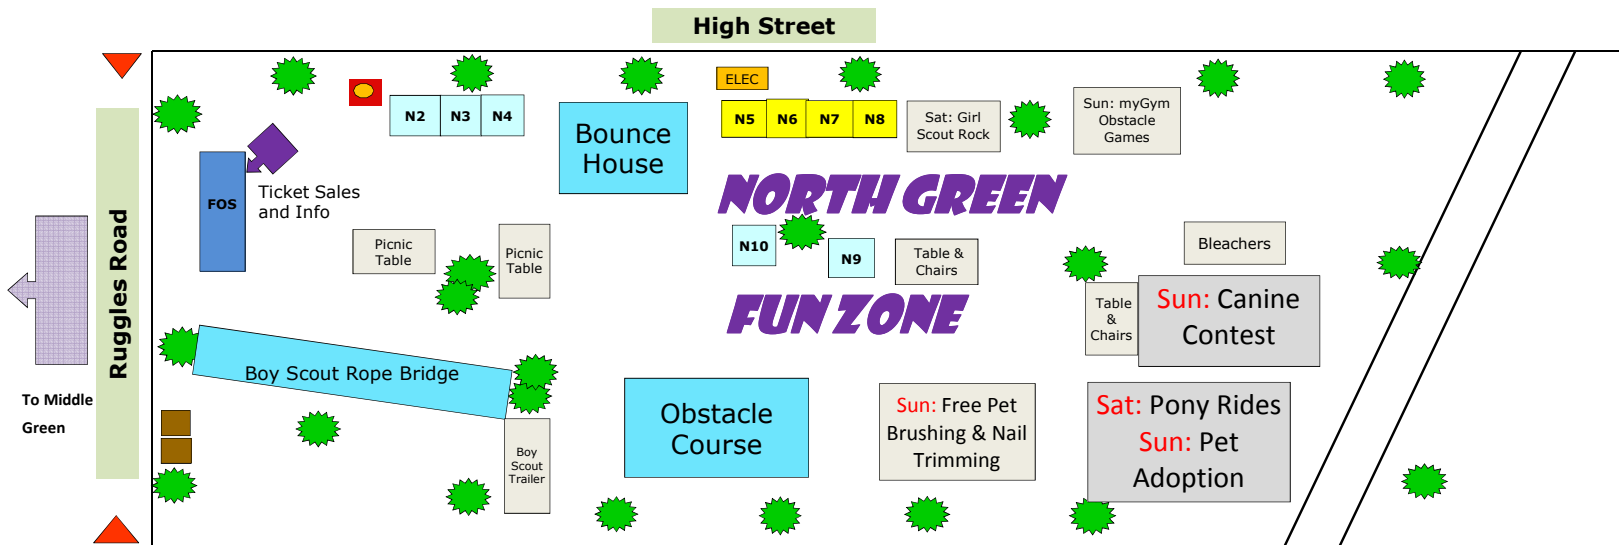 High Street
ELEC
N2
N3
N4
Bounce
House
N5
N6
N7
N8
Sat: Girl
Scout Rock
Sun: myGym
Obstacle
Games
FOS
Ticket Sales
and Info
NORTH GREEN
Ruggles Road
Picnic
Table
Picnic
Table
N10
N9
Table &
Chairs
Bleachers
FUN ZONE
Table
&
Chairs
Sun: Canine
Contest
Boy Scout Rope Bridge
To Middle
Green
Boy
Scout
Trailer
Obstacle
Course
Sun: Free Pet
Brushing & Nail
Trimming
Sat: Pony Rides
Sun: Pet
Adoption